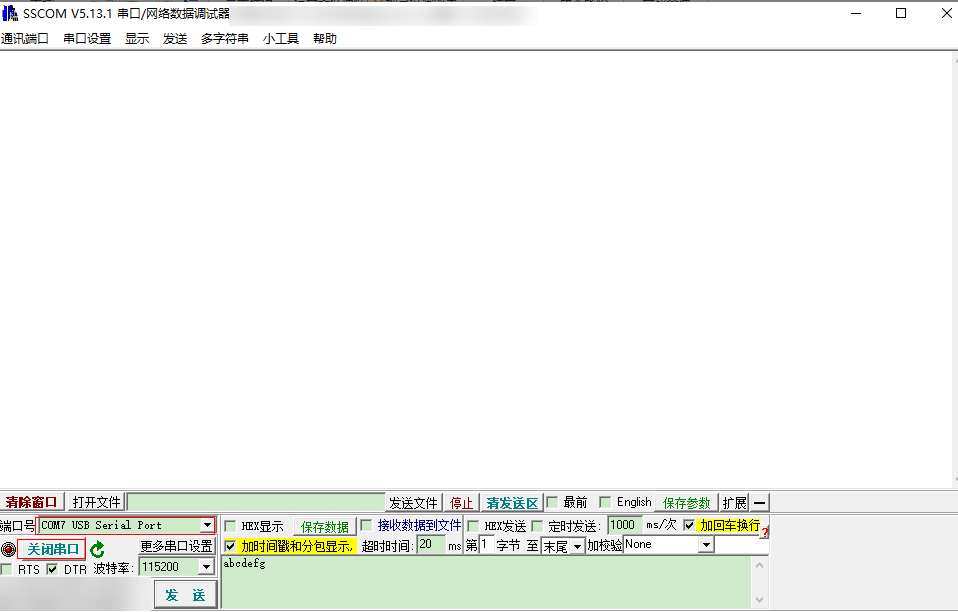 SSCOM V5.13.1 串口/网络数据调试器
通讯端口 串口设置 显示 发送 多字符串 小工具 帮助
清除窗口 打开文件 发送文件 停止 清发送区 最前 English 保存参数 扩展 —
端口号 COM7 USB Serial Port HEX显示 保存数据 接收数据到文件 HEX发送 定时发送: 1000 ms/次 加回车换行 ?
关闭串口 更多串口设置 加时间戳和分包显示, 超时时间: 20 ms 第 1 字节 至 末尾 加校验 None
RTS DTR 波特率: 115200 abcdefg
发 送